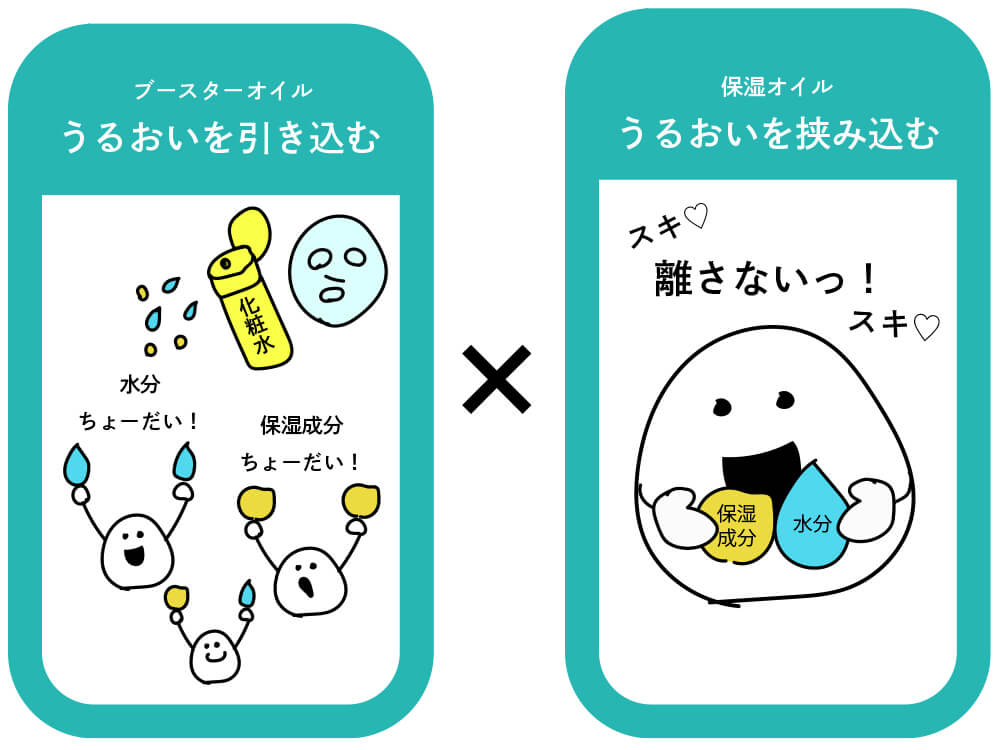 ブースターオイル
うるおいを引き込む
化粧水
水分
ちょーだい！
保湿成分
ちょーだい！
×
保湿オイル
うるおいを挟み込む
スキ♡
離さないっ！
スキ♡
保湿
成分
水分